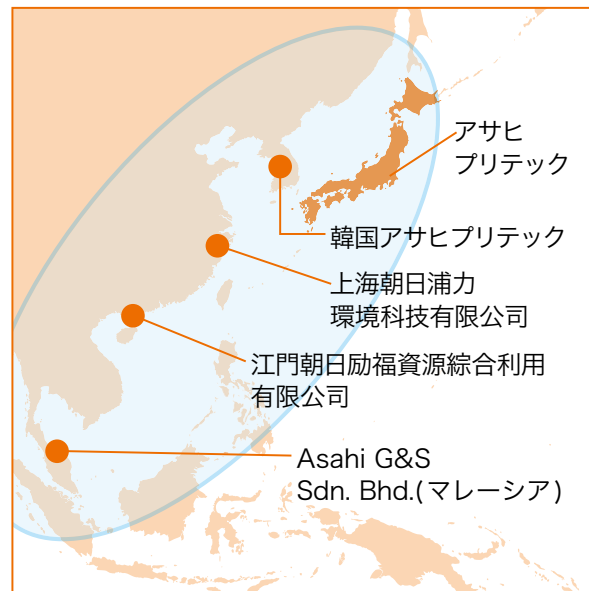 アサヒ
プリテック
韓国アサヒプリテック
上海朝日浦力
環境科技有限公司
江門朝日励福資源綜合利用
有限公司
Asahi G&S
Sdn. Bhd.(マレーシア)